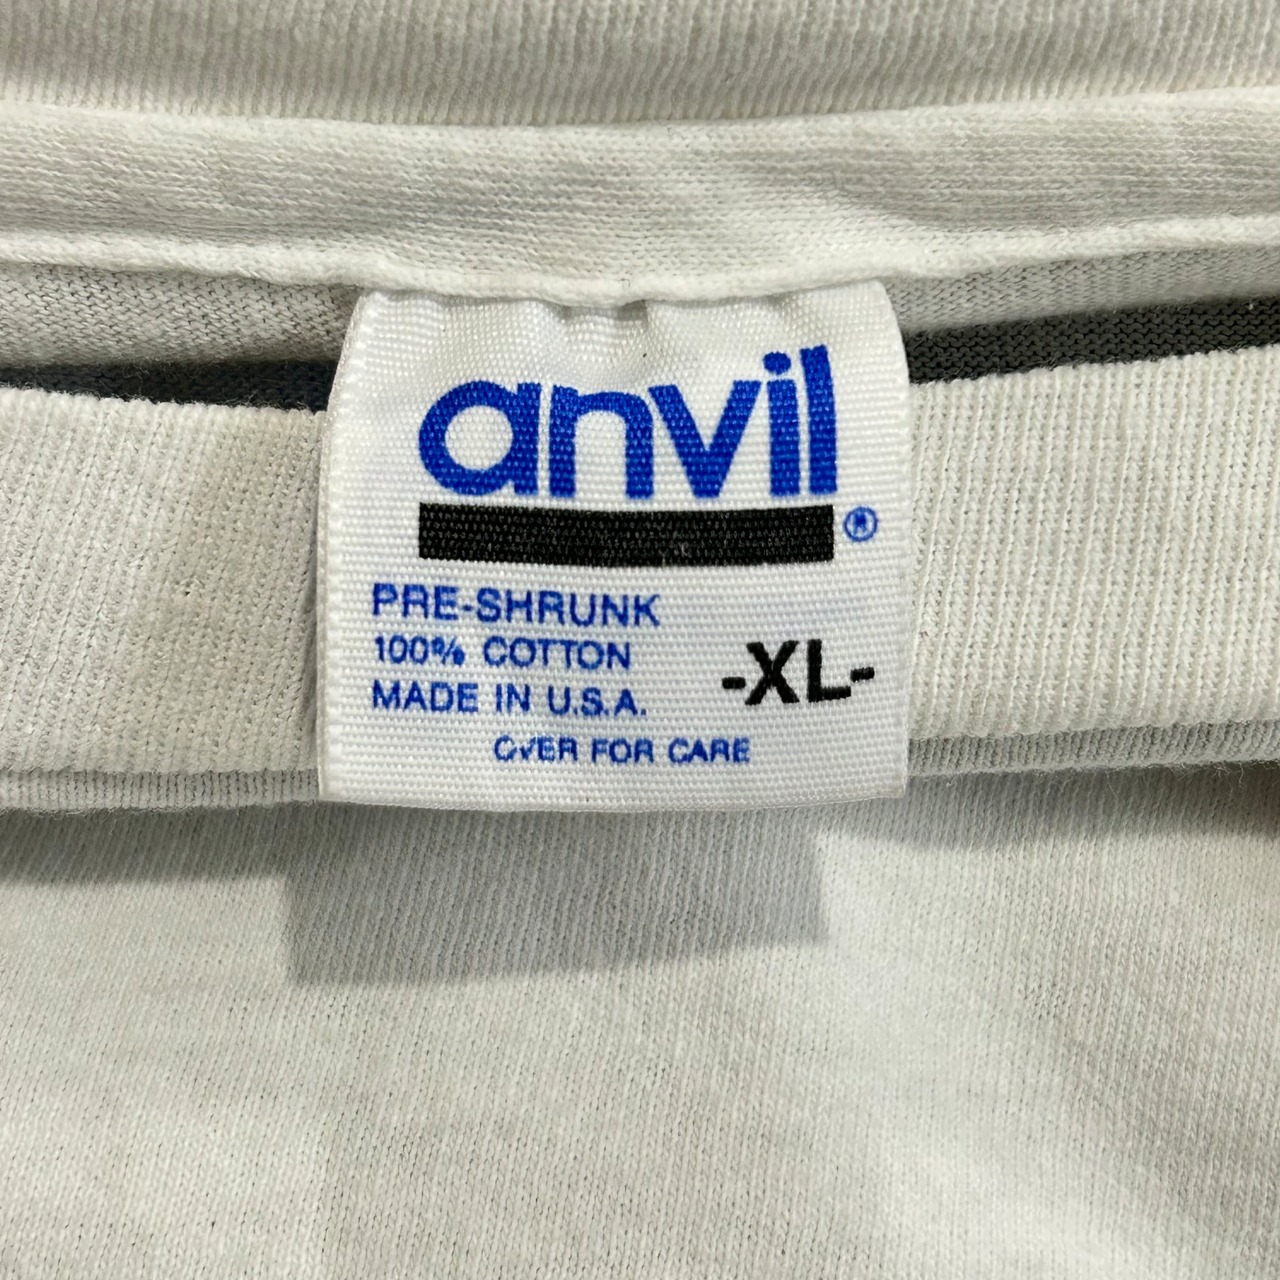 anvil
®
PRE-SHRUNK
100% COTTON
MADE IN U.S.A.
-XL-
OVER FOR CARE